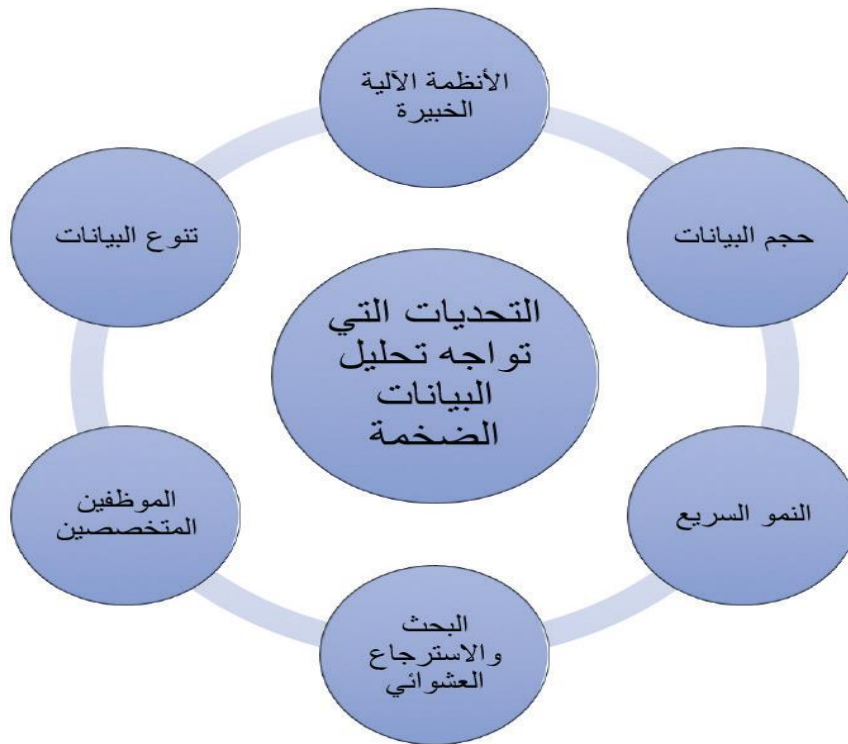 الأنظمة الآلية
الخبيرة
حجم البيانات
النمو السريع
البحث
والاسترجاع
العشوائي
الموظفين
المتخصصين
تنوع البيانات
التحديات التي
تواجه تحليل
البيانات
الضخمة